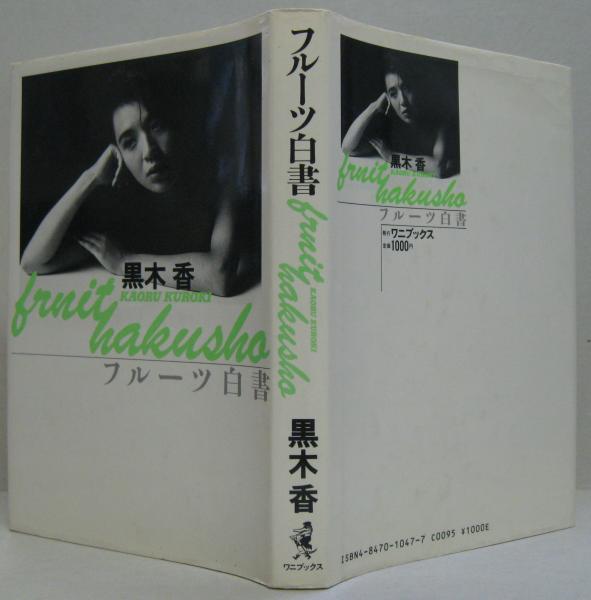 黒木 香
KAORU KUROKI
frnit
hakusho
フルーツ白書
フルーツ白書
frnit
hakusho
KAORU KUROKI
黒木 香
ワニブックス
黒木 香
KAORU KUROKI
frnit
hakusho
フルーツ白書
発行 ワニブックス
定価 1000円
ISBN4-8470-1047-7 C0095 ¥1000E